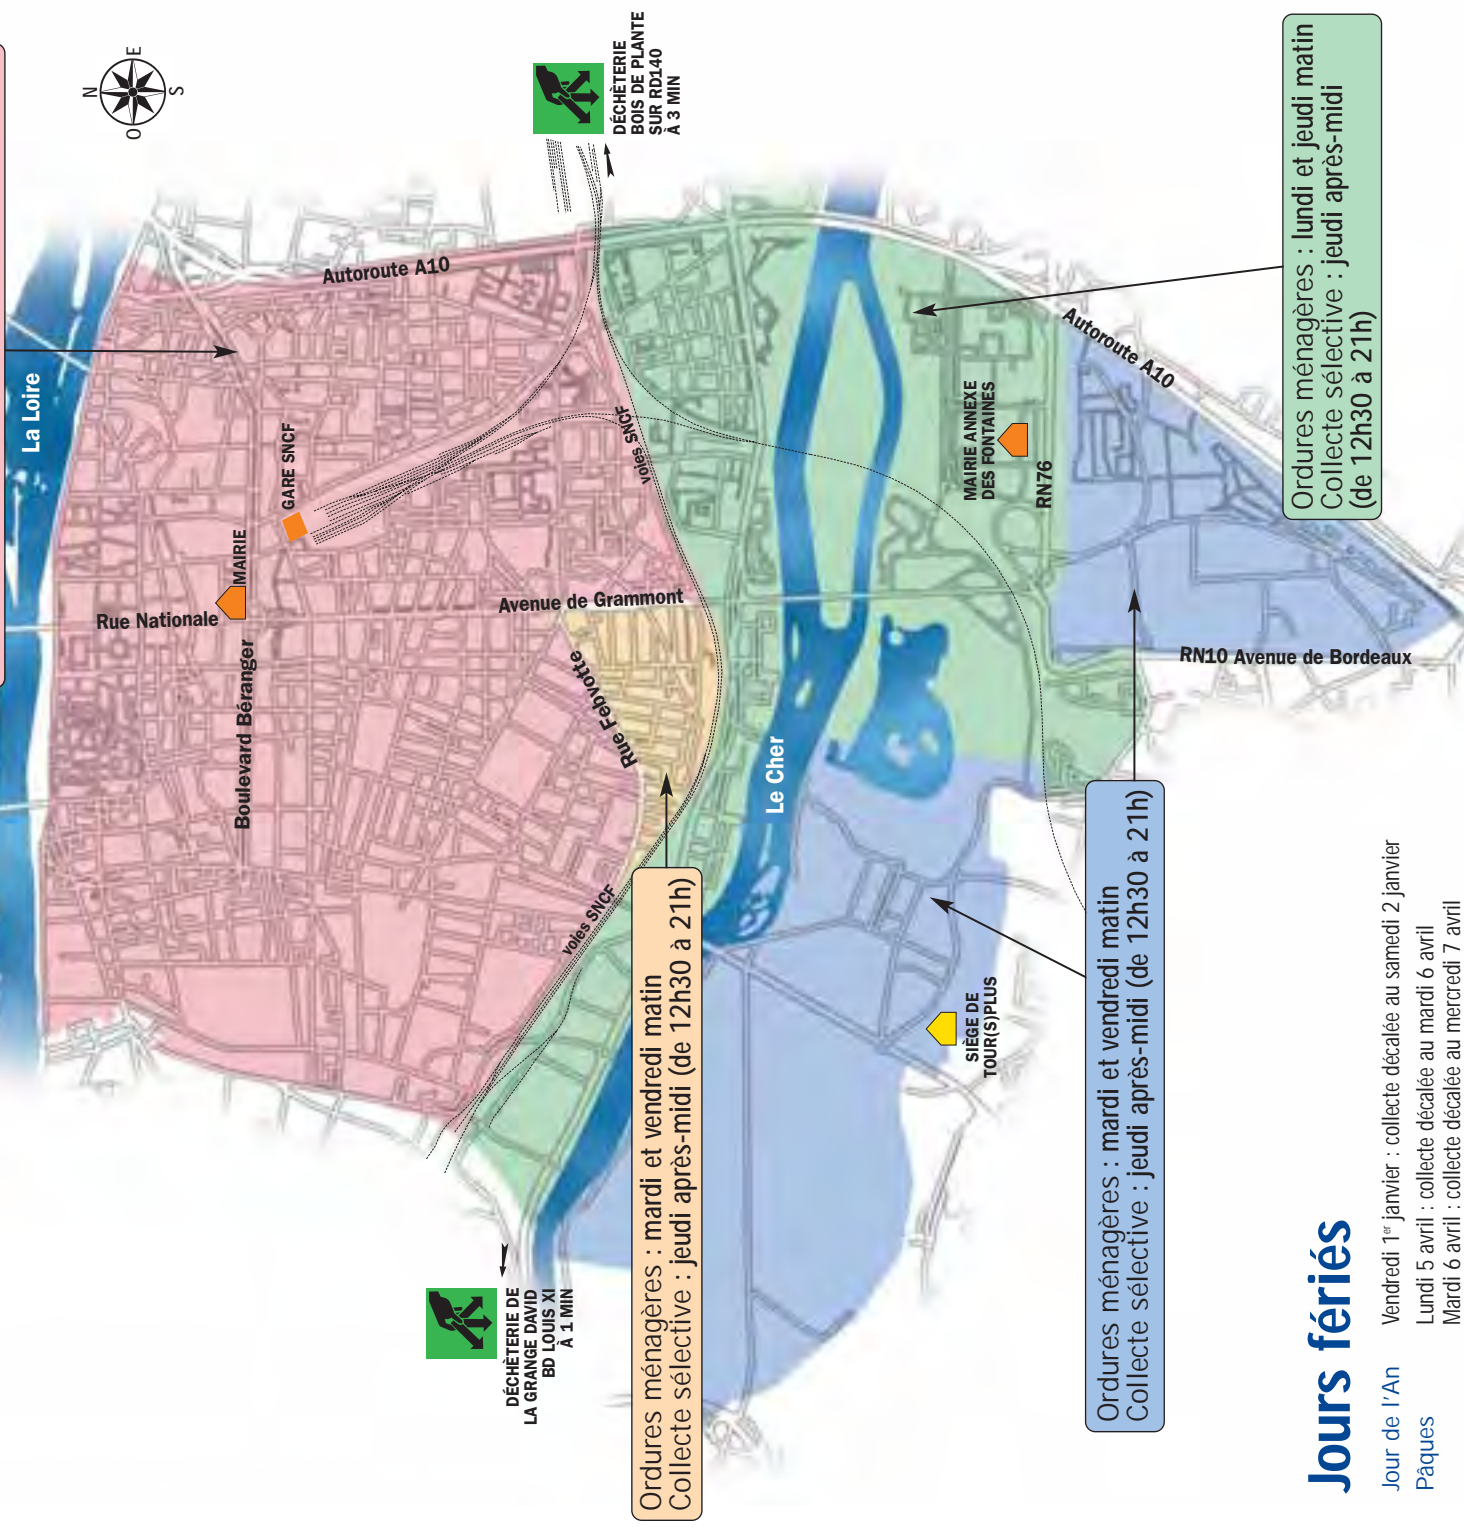 N
E
S
O
DÉCHÈTERIE
BOIS DE PLANTE
SUR RD140
À 3 MIN
La Loire
Autoroute A10
GARE SNCF
MAIRIE
Rue Nationale
Boulevard Béranger
Avenue de Grammont
Rue Febvotte
voies SNCF
voies SNCF
Le Cher
MAIRIE ANNEXE
DES FONTAINES
RN76
Autoroute A10
RN10 Avenue de Bordeaux
SIÈGE DE
TOUR(S)PLUS
DÉCHÈTERIE DE
LA GRANGE DAVID
BD LOUIS XI
À 1 MIN
Ordures ménagères : lundi et jeudi matin
Collecte sélective : jeudi après-midi
(de 12h30 à 21h)
Ordures ménagères : mardi et vendredi matin
Collecte sélective : jeudi après-midi (de 12h30 à 21h)
Ordures ménagères : mardi et vendredi matin
Collecte sélective : jeudi après-midi (de 12h30 à 21h)
Jours fériés
Jour de l'An Vendredi 1er janvier : collecte décalée au samedi 2 janvier
Pâques Lundi 5 avril : collecte décalée au mardi 6 avril
Mardi 6 avril : collecte décalée au mercredi 7 avril